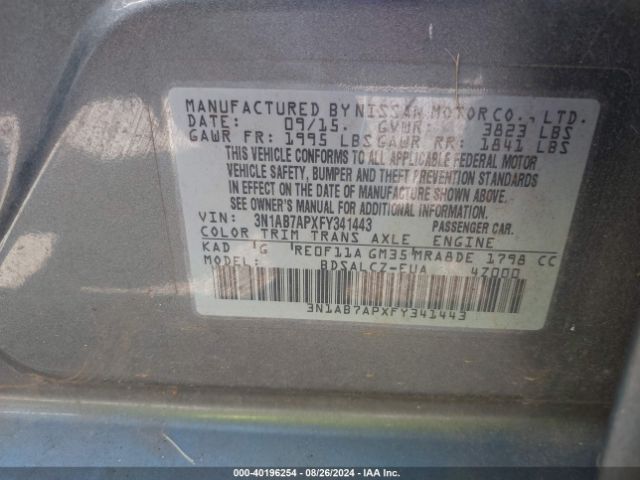 MANUFACTURED BY NISSAN MOTOR CO., LTD.
DATE: 09/15. GVWR: 3823 LBS
GAWR FR: 1995 LBS GAWR RR: 1841 LBS
THIS VEHICLE CONFORMS TO ALL APPLICABLE FEDERAL MOTOR
VEHICLE SAFETY, BUMPER AND THEFT PREVENTION STANDARDS
IN EFFECT ON THE DATE OF MANUFACTURE SHOWN ABOVE.
SEE OWNER'S MANUAL FOR ADDITIONAL INFORMATION.
VIN: 3N1AB7APXFY341443 PASSENGER CAR.
COLOR TRIM TRANS AXLE ENGINE
KAD G RE0F11A GM35 MRA8DE 1798 CC
MODEL: BDSALCZ-EUA 4Z000
3N1AB7APXFY341443
000-40196254 - 08/26/2024 - IAA Inc.